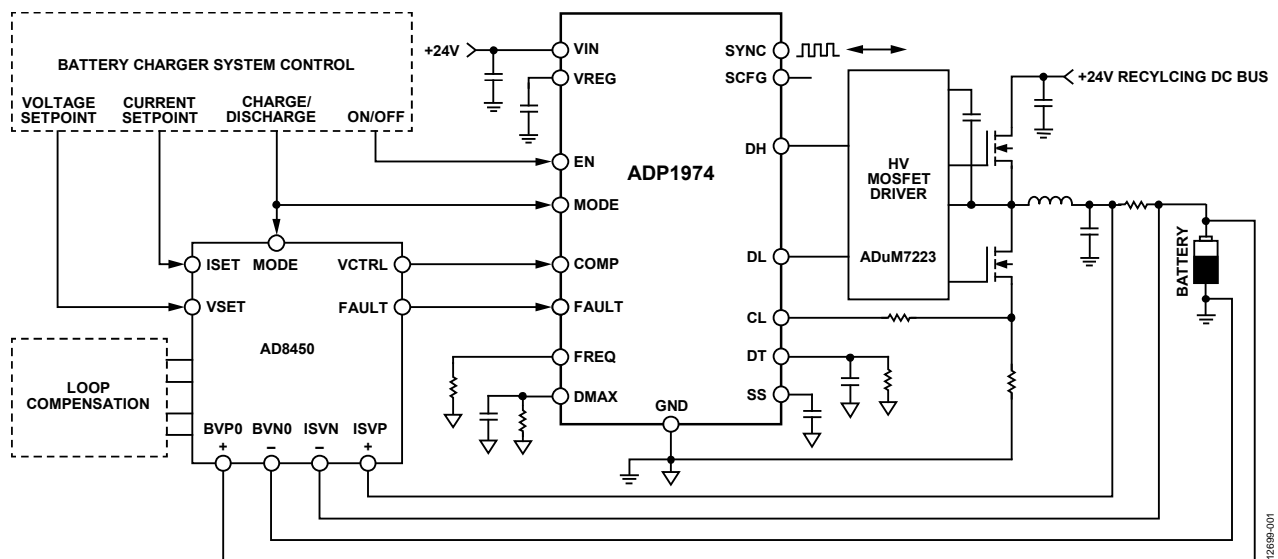 BATTERY CHARGER SYSTEM CONTROL
VOLTAGE
SETPOINT
CURRENT
SETPOINT
CHARGE/
DISCHARGE
ON/OFF
+24V
VIN
VREG
EN
MODE
COMP
FAULT
FREQ
DMAX
GND
ADP1974
SYNC
SCFG
DH
DL
CL
DT
SS
HV
MOSFET
DRIVER
ADuM7223
+24V RECYLCING DC BUS
BATTERY
ISET
MODE
VCTRL
VSET
FAULT
AD8450
BVP0
+
BVN0
–
ISVN
–
ISVP
+
LOOP
COMPENSATION
12699-001